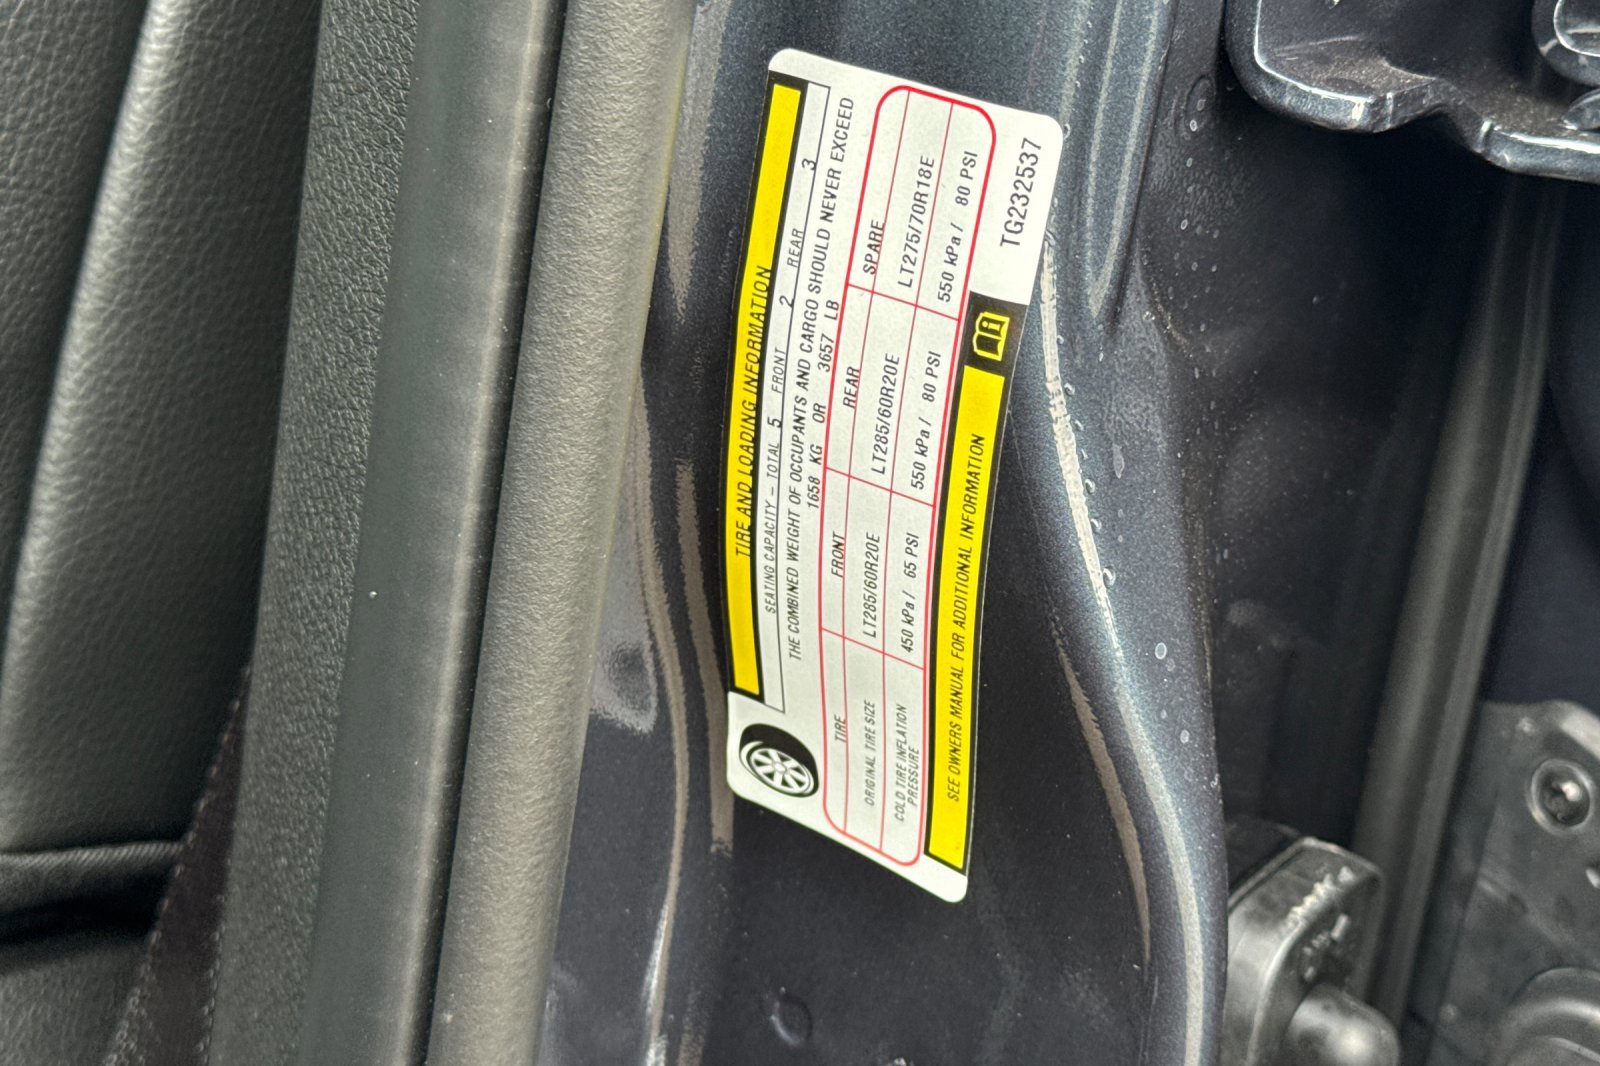 TIRE AND LOADING INFORMATION
SEATING CAPACITY – TOTAL 5 FRONT 2 REAR 3
THE COMBINED WEIGHT OF OCCUPANTS AND CARGO SHOULD NEVER EXCEED
1658 KG OR 3657 LB
TIRE FRONT REAR SPARE
ORIGINAL TIRE SIZE LT285/60R20E LT285/60R20E LT275/70R18E
COLD TIRE INFLATION PRESSURE 450 kPa / 65 PSI 550 kPa / 80 PSI 550 kPa / 80 PSI
SEE OWNERS MANUAL FOR ADDITIONAL INFORMATION
TG232537